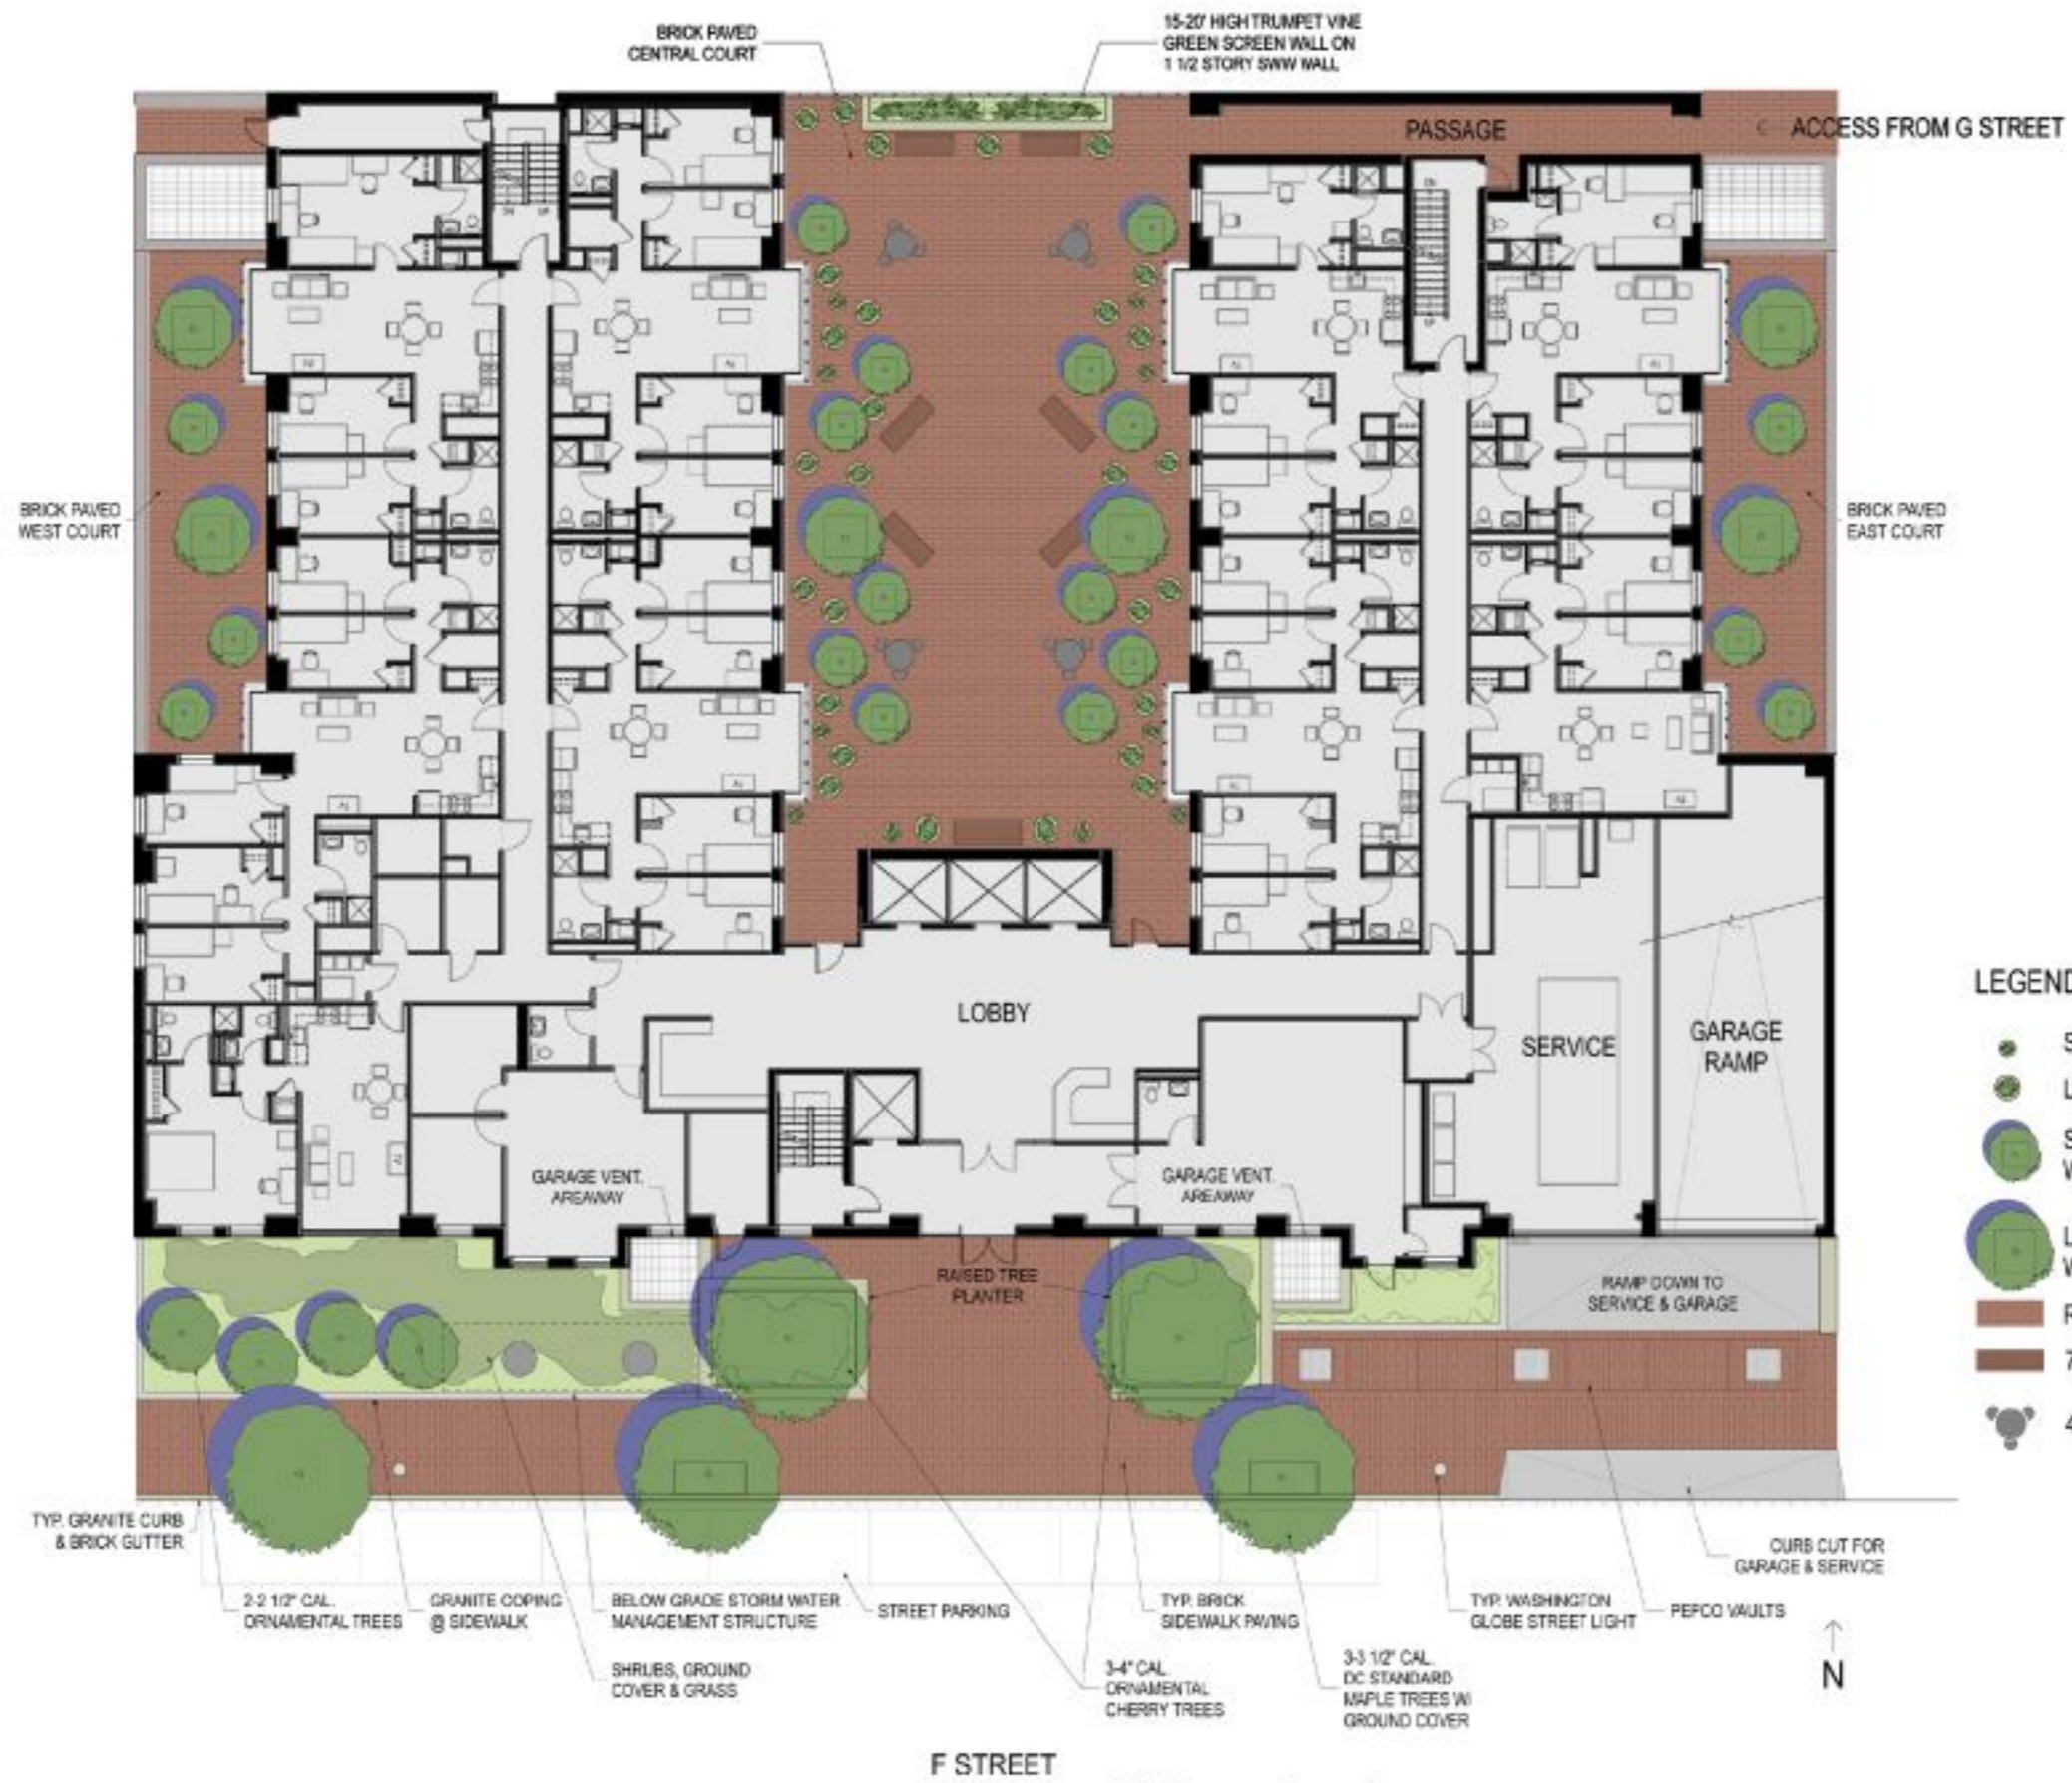 BRICK PAVED
CENTRAL COURT
15-20' HIGH TRUMPET VINE
GREEN SCREEN WALL ON
1 1/2 STORY SWW WALL
PASSAGE
ACCESS FROM G STREET
BRICK PAVED
WEST COURT
BRICK PAVED
EAST COURT
LOBBY
SERVICE
GARAGE
RAMP
LEGEND
S
L
S
W
L
W
7
4
GARAGE VENT.
AREAWAY
GARAGE VENT.
AREAWAY
RAISED TREE
PLANTER
RAMP DOWN TO
SERVICE & GARAGE
TYP. GRANITE CURB
& BRICK GUTTER
2-2 1/2" CAL.
ORNAMENTAL TREES
GRANITE COPING
@ SIDEWALK
BELOW GRADE STORM WATER
MANAGEMENT STRUCTURE
SHRUBS, GROUND
COVER & GRASS
STREET PARKING
3-4" CAL.
ORNAMENTAL
CHERRY TREES
TYP. BRICK
SIDEWALK PAVING
3-3 1/2" CAL.
DC STANDARD
MAPLE TREES W/
GROUND COVER
TYP. WASHINGTON
GLOBE STREET LIGHT
PEPCO VAULTS
CURB CUT FOR
GARAGE & SERVICE
N
F STREET